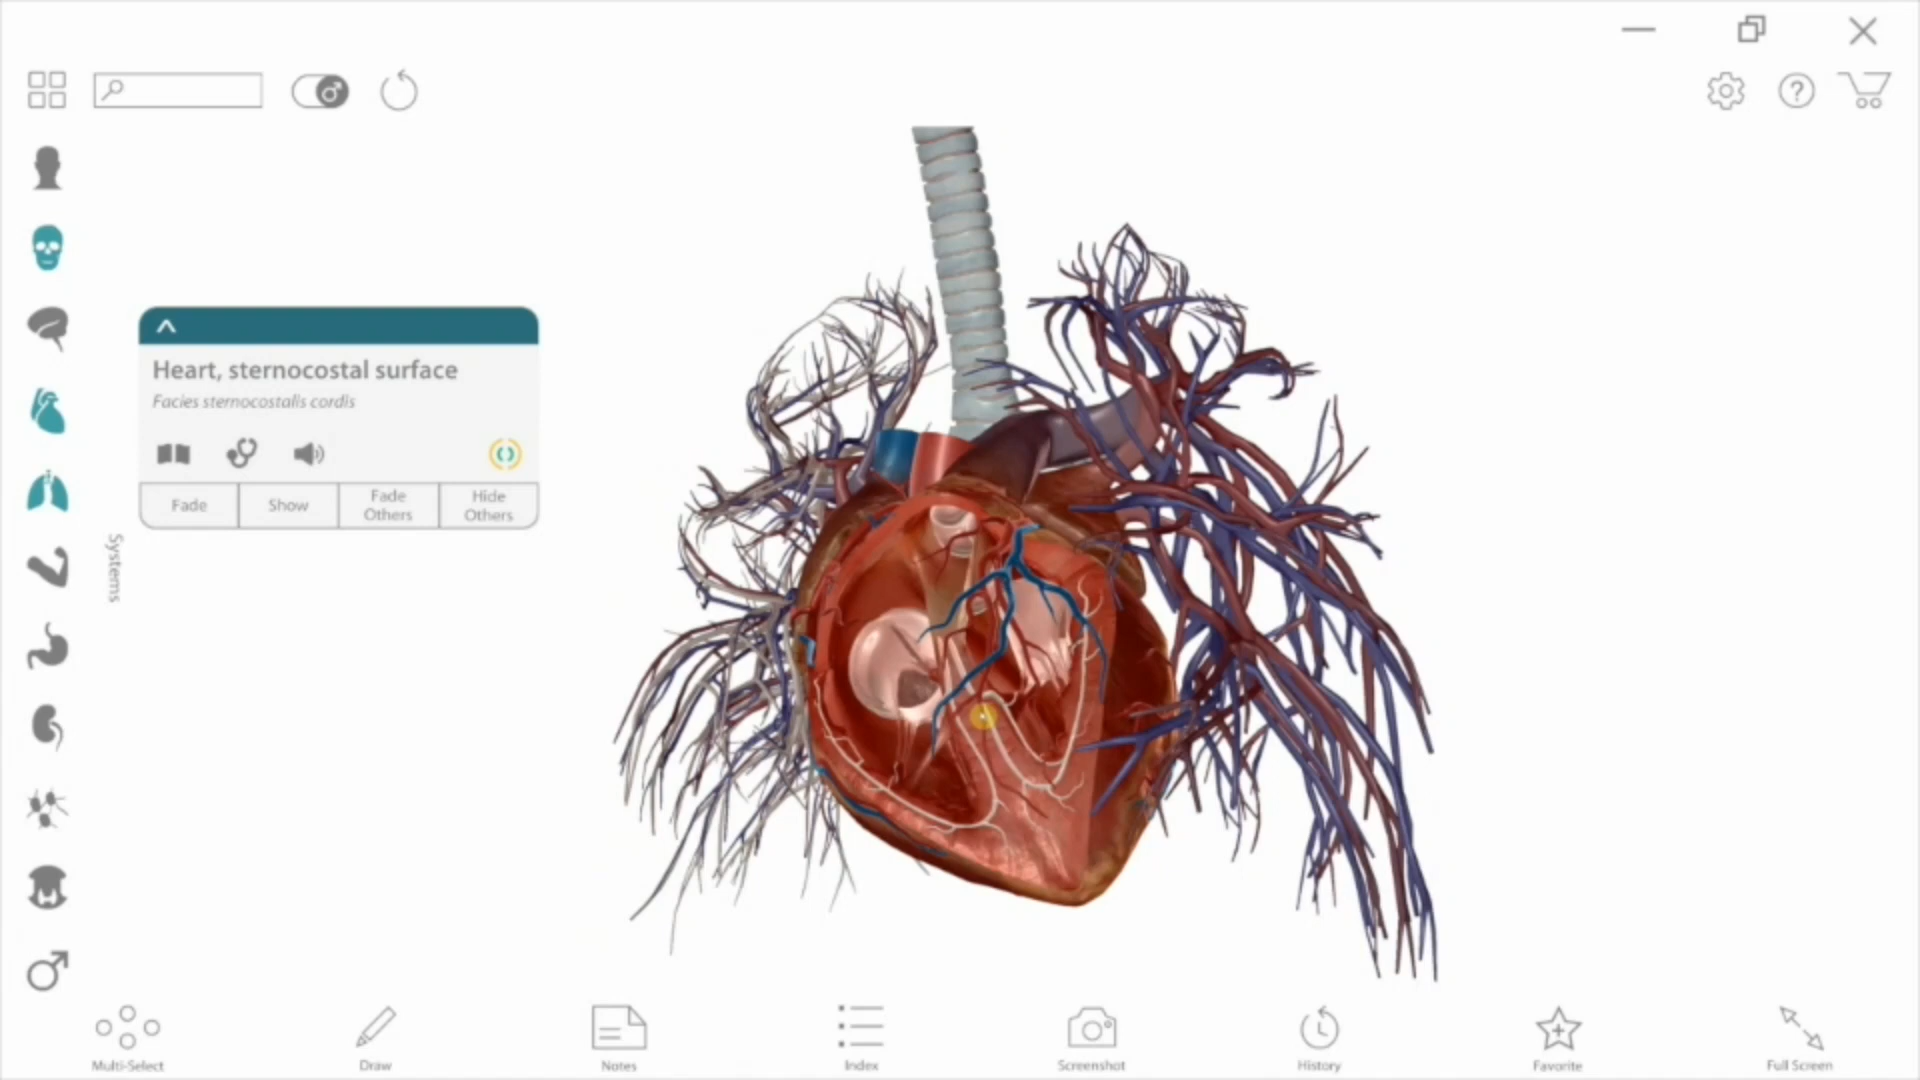 ?
Heart, sternocostal surface
Facies sternocostalis cordis
Fade
Show
Fade
Others
Hide
Others
Systems
Multi-Select
Draw
Notes
Index
Screenshot
History
Favorite
Full Screen